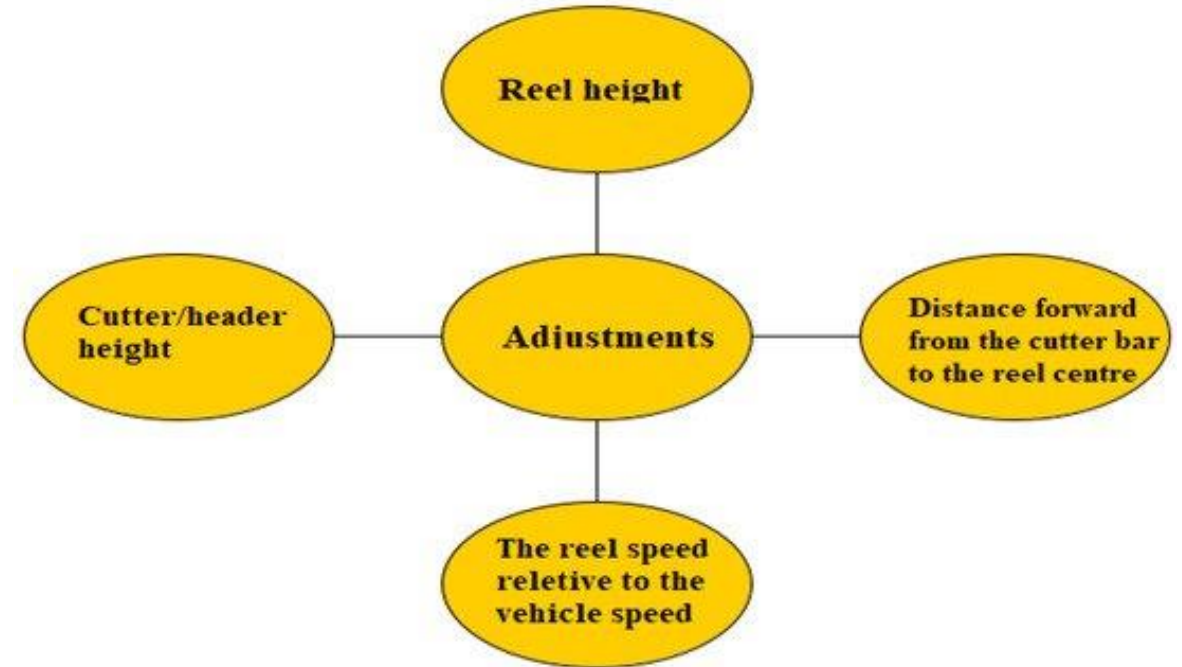 Reel height
Cutter/header
height
Adjustments
Distance forward
from the cutter bar
to the reel centre
The reel speed
reletive to the
vehicle speed